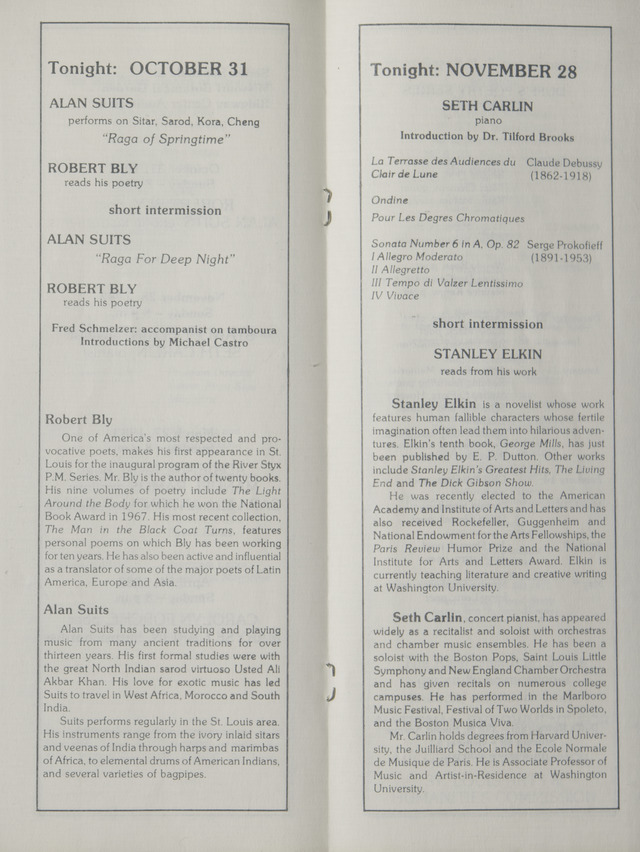 Tonight: OCTOBER 31
ALAN SUITS
performs on Sitar, Sarod, Kora, Cheng
"Raga of Springtime"
ROBERT BLY
reads his poetry
short intermission
ALAN SUITS
"Raga For Deep Night"
ROBERT BLY
reads his poetry
Fred Schmelzer: accompanist on tamboura
Introductions by Michael Castro
Robert Bly
One of America's most respected and pro-
vocative poets, makes his first appearance in St.
Louis for the inaugural program of the River Styx
P.M. Series. Mr. Bly is the author of twenty books.
His nine volumes of poetry include The Light
Around the Body for which he won the National
Book Award in 1967. His most recent collection,
The Man in the Black Coat Turns, features
personal poems on which Bly has been working
for ten years. He has also been active and influential
as a translator of some of the major poets of Latin
America, Europe and Asia.
Alan Suits
Alan Suits has been studying and playing
music from many ancient traditions for over
thirteen years. His first formal studies were with
the great North Indian sarod virtuoso Usted Ali
Akbar Khan. His love for exotic music has led
Suits to travel in West Africa, Morocco and South
India.
Suits performs regularly in the St. Louis area.
His instruments range from the ivory inlaid sitars
and veenas of India through harps and marimbas
of Africa, to elemental drums of American Indians,
and several varieties of bagpipes.
Tonight: NOVEMBER 28
SETH CARLIN
piano
Introduction by Dr. Tilford Brooks
La Terrasse des Audiences du Claude Debussy
Clair de Lune (1862-1918)
Ondine
Pour Les Degres Chromatiques
Sonata Number 6 in A, Op. 82 Serge Prokofieff
I Allegro Moderato (1891-1953)
II Allegretto
III Tempo di Valzer Lentissimo
IV Vivace
short intermission
STANLEY ELKIN
reads from his work
Stanley Elkin is a novelist whose work
features human fallible characters whose fertile
imagination often lead them into hilarious adven-
tures. Elkin's tenth book, George Mills, has just
been published by E. P. Dutton. Other works
include Stanley Elkin's Greatest Hits, The Living
End and The Dick Gibson Show.
He was recently elected to the American
Academy and Institute of Arts and Letters and has
also received Rockefeller, Guggenheim and
National Endowment for the Arts Fellowships, the
Paris Review Humor Prize and the National
Institute for Arts and Letters Award. Elkin is
currently teaching literature and creative writing
at Washington University.
Seth Carlin, concert pianist, has appeared
widely as a recitalist and soloist with orchestras
and chamber music ensembles. He has been a
soloist with the Boston Pops, Saint Louis Little
Symphony and New England Chamber Orchestra
and has given recitals on numerous college
campuses. He has performed in the Marlboro
Music Festival, Festival of Two Worlds in Spoleto,
and the Boston Musica Viva.
Mr. Carlin holds degrees from Harvard Univer-
sity, the Juilliard School and the Ecole Normale
de Musique de Paris. He is Associate Professor of
Music and Artist-in-Residence at Washington
University.